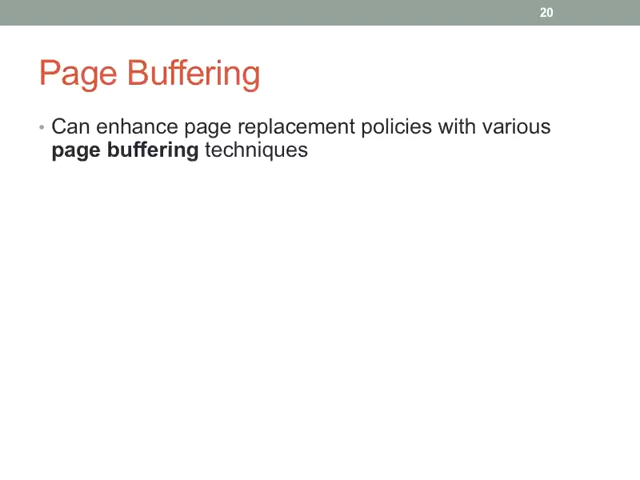 20
Page Buffering
• Can enhance page replacement policies with various
page buffering techniques